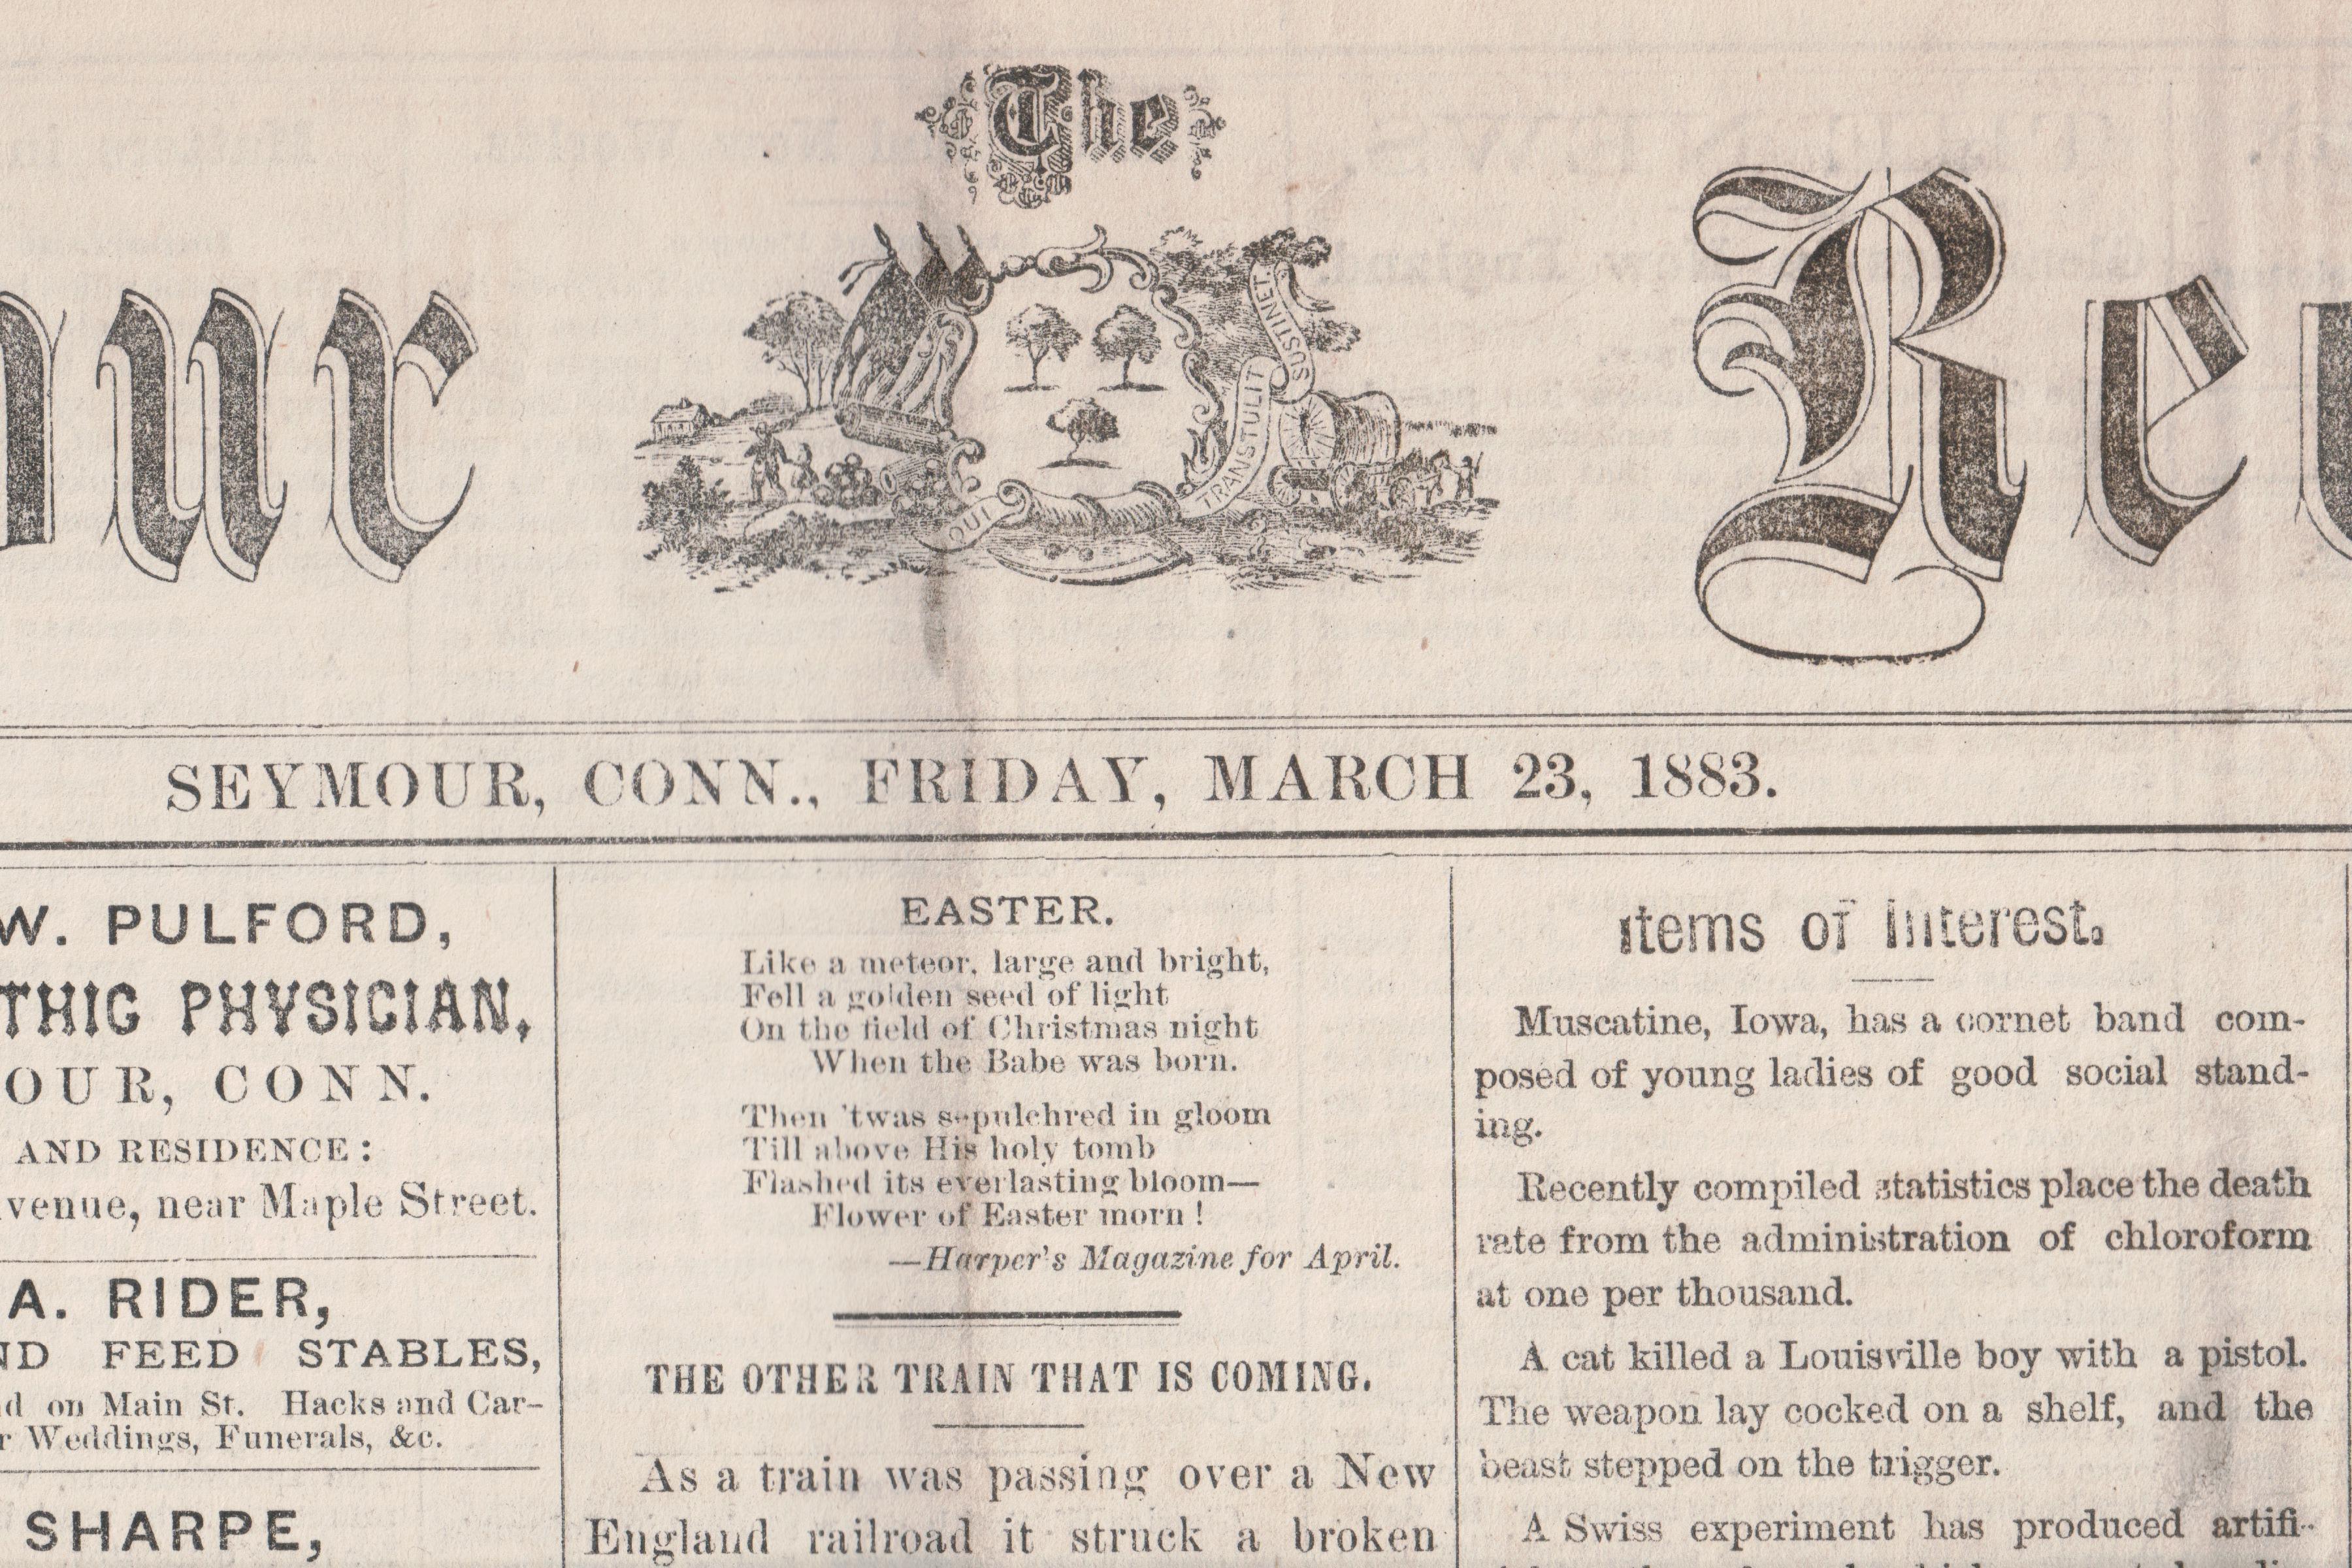 The
our Re
SUSTINET
TRANSTULIT
QUI
SEYMOUR, CONN., FRIDAY, MARCH 23, 1883.
W. PULFORD,
THIC PHYSICIAN,
OUR, CONN.
AND RESIDENCE:
venue, near Maple Street.
A. RIDER,
ND FEED STABLES,
d on Main St. Hacks and Car-
r Weddings, Funerals, &c.
SHARPE,
EASTER.
Like a meteor, large and bright,
Fell a golden seed of light
On the field of Christmas night
When the Babe was born.
Then 'twas sepulchred in gloom
Till above His holy tomb
Flashed its everlasting bloom—
Flower of Easter morn !
—Harper's Magazine for April.
THE OTHER TRAIN THAT IS COMING.
As a train was passing over a New
England railroad it struck a broken
Items of Interest.
Muscatine, Iowa, has a cornet band com-
posed of young ladies of good social stand-
ing.
Recently compiled statistics place the death
rate from the administration of chloroform
at one per thousand.
A cat killed a Louisville boy with a pistol.
The weapon lay cocked on a shelf, and the
beast stepped on the trigger.
A Swiss experiment has produced artifi-